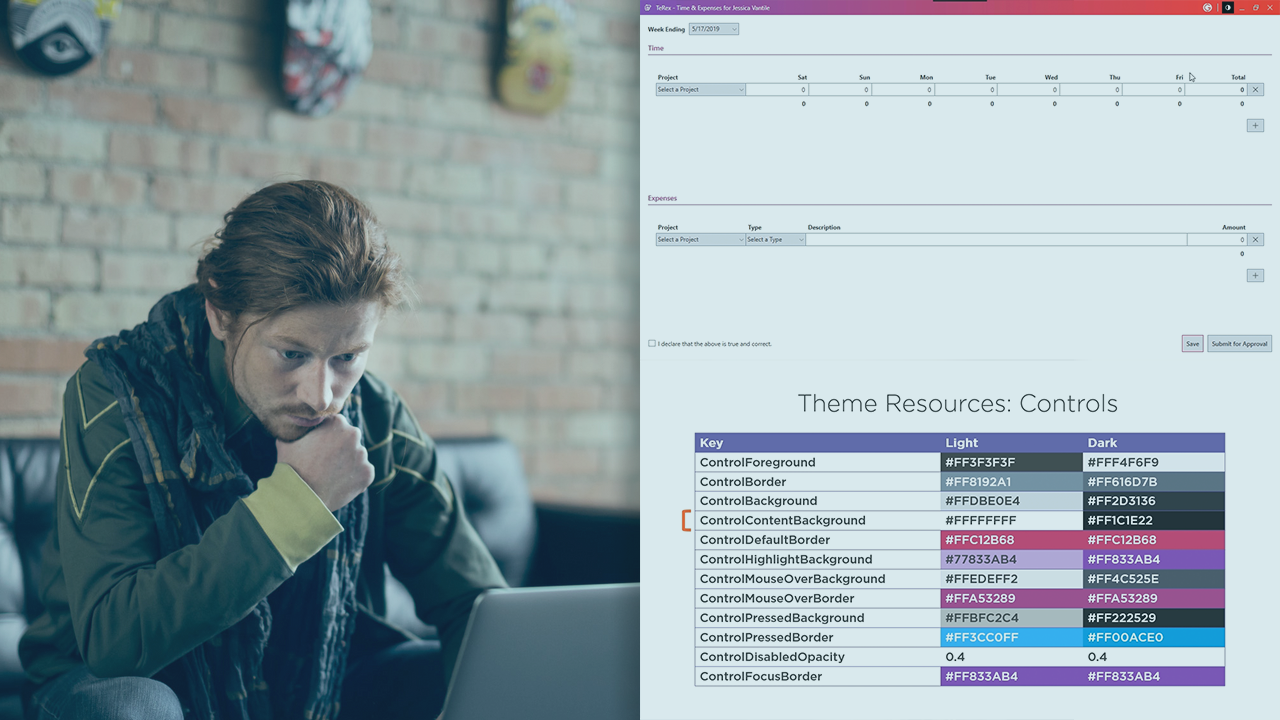 TeRex - Time & Expenses for Jessica Vantile
Week Ending 5/17/2019
Time
Project Sat Sun Mon Tue Wed Thu Fri Total
Select a Project 0 0 0 0 0 0 0 0
0 0 0 0 0 0 0 0
Expenses
Project Type Description Amount
Select a Project Select a Type 0
0
I declare that the above is true and correct. Save Submit for Approval
Theme Resources: Controls
Key Light Dark
ControlForeground #FF3F3F3F #FFF4F6F9
ControlBorder #FF8192A1 #FF616D7B
ControlBackground #FFDBE0E4 #FF2D3136
ControlContentBackground #FFFFFFFF #FF1C1E22
ControlDefaultBorder #FFC12B68 #FFC12B68
ControlHighlightBackground #77833AB4 #FF833AB4
ControlMouseOverBackground #FFEDEFF2 #FF4C525E
ControlMouseOverBorder #FFA53289 #FFA53289
ControlPressedBackground #FFBFC2C4 #FF222529
ControlPressedBorder #FF3CC0FF #FF00ACE0
ControlDisabledOpacity 0.4 0.4
ControlFocusBorder #FF833AB4 #FF833AB4